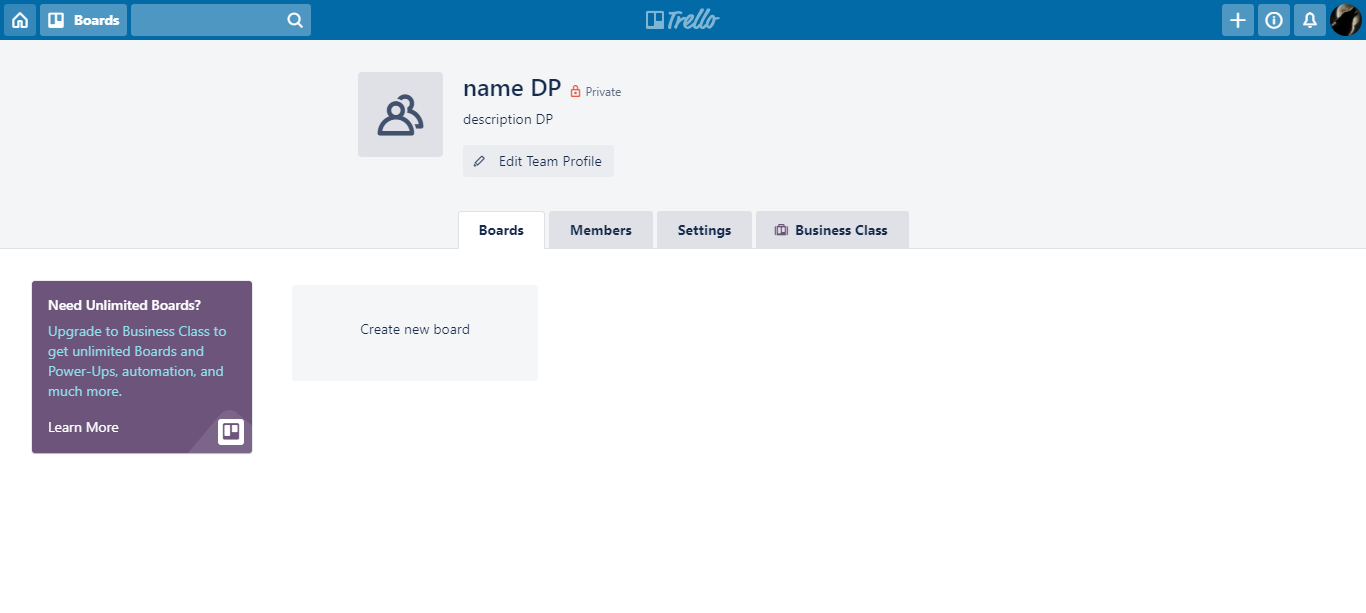 Boards
Trello
name DP
Private
description DP
Edit Team Profile
Boards
Members
Settings
Business Class
Need Unlimited Boards?
Upgrade to Business Class to
get unlimited Boards and
Power-Ups, automation, and
much more.
Learn More
Create new board